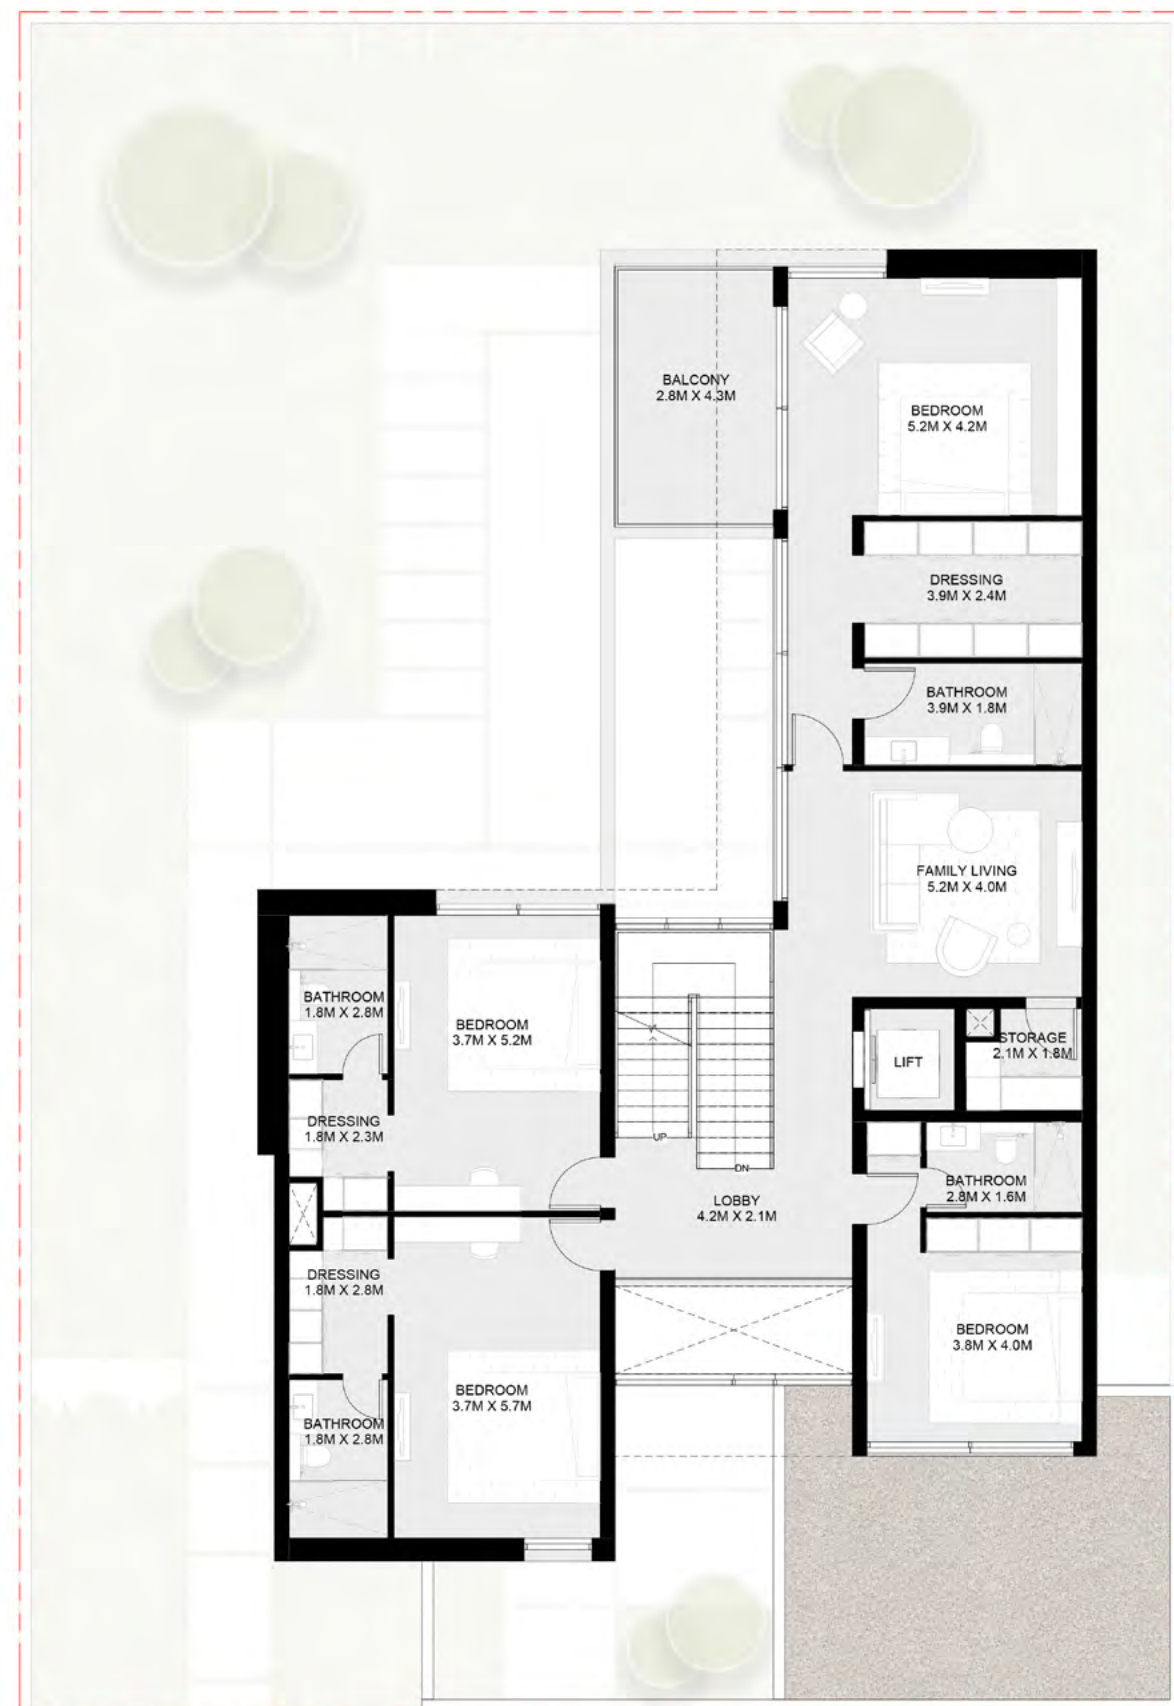 BALCONY
2.8M X 4.3M
BEDROOM
5.2M X 4.2M
DRESSING
3.9M X 2.4M
BATHROOM
3.9M X 1.8M
FAMILY LIVING
5.2M X 4.0M
BATHROOM
1.8M X 2.8M
BEDROOM
3.7M X 5.2M
STORAGE
2.1M X 1.8M
LIFT
DRESSING
1.8M X 2.3M
UP
DN
LOBBY
4.2M X 2.1M
BATHROOM
2.8M X 1.6M
DRESSING
1.8M X 2.8M
BEDROOM
3.8M X 4.0M
BEDROOM
3.7M X 5.7M
BATHROOM
1.8M X 2.8M